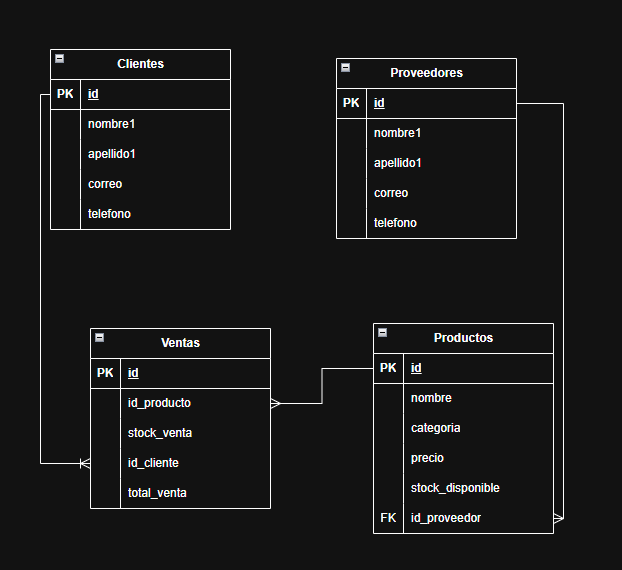 Clientes
PK id
nombre1
apellido1
correo
telefono
Proveedores
PK id
nombre1
apellido1
correo
telefono
Ventas
PK id
id_producto
stock_venta
id_cliente
total_venta
Productos
PK id
nombre
categoria
precio
stock_disponible
FK id_proveedor